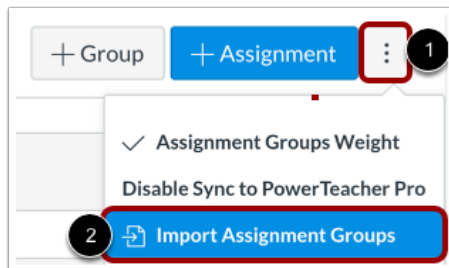 + Group + Assignment 1
Assignment Groups Weight
Disable Sync to PowerTeacher Pro
2 Import Assignment Groups